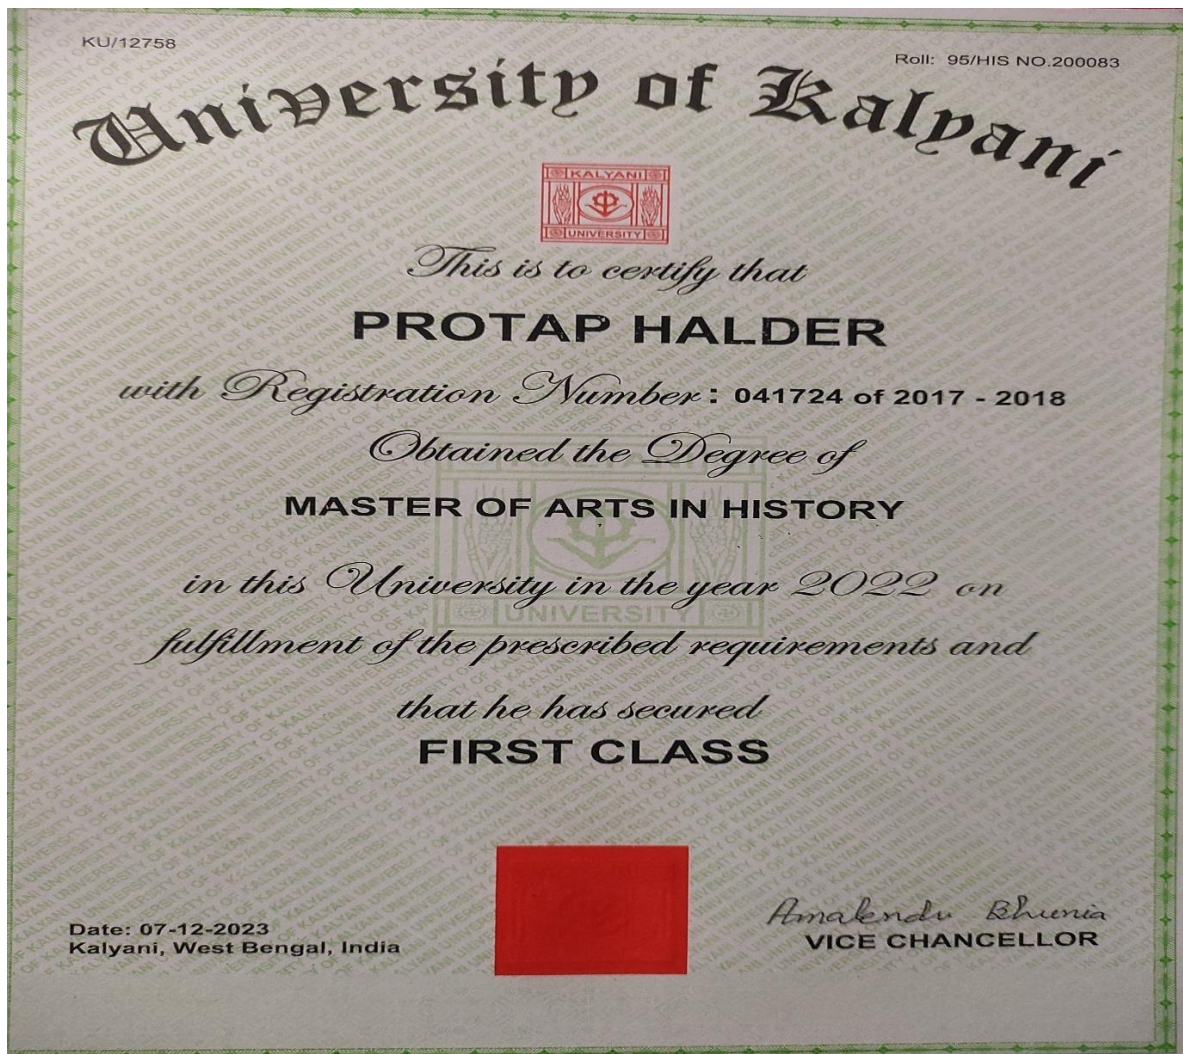 KU/12758
Roll: 95/HIS NO.200083
University of Kalyani
KALYANI
UNIVERSITY
This is to certify that
PROTAP HALDER
with Registration Number : 041724 of 2017 - 2018
Obtained the Degree of
MASTER OF ARTS IN HISTORY
in this University in the year 2022 on
UNIVERSITY
fulfillment of the prescribed requirements and
that he has secured
FIRST CLASS
Amalendu Bhunia
Date: 07-12-2023
VICE CHANCELLOR
Kalyani, West Bengal, India